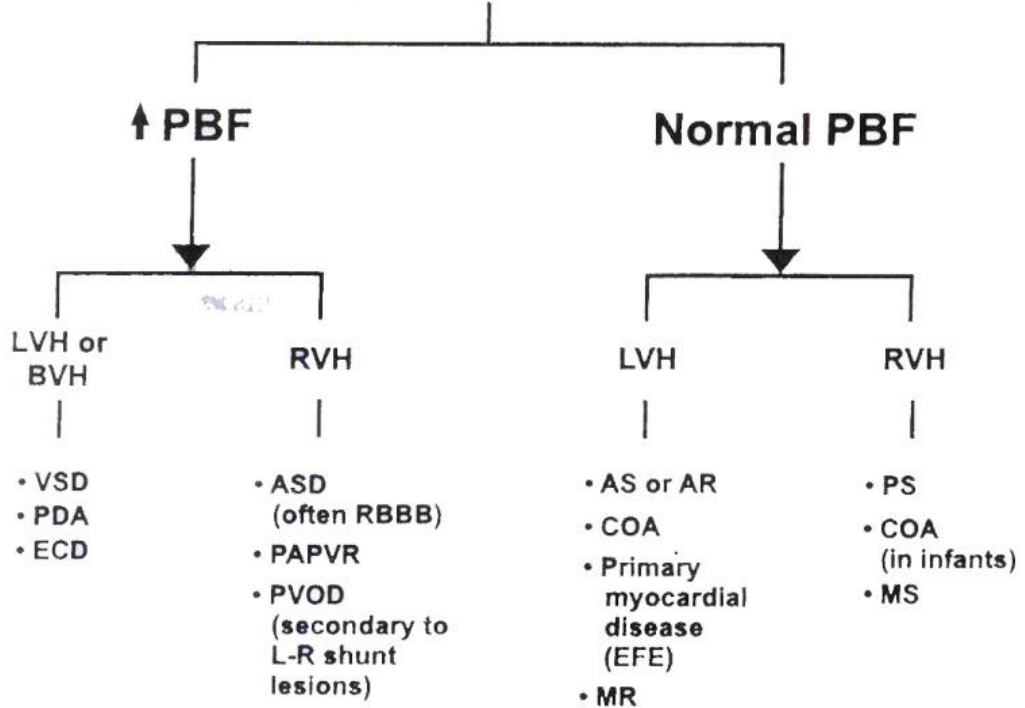 ↑ PBF
Normal PBF
LVH or
BVH
RVH
LVH
RVH
• VSD
• PDA
• ECD
• ASD
(often RBBB)
• PAPVR
• PVOD
(secondary to
L-R shunt
lesions)
• AS or AR
• COA
• Primary
myocardial
disease
(EFE)
• MR
• PS
• COA
(in infants)
• MS